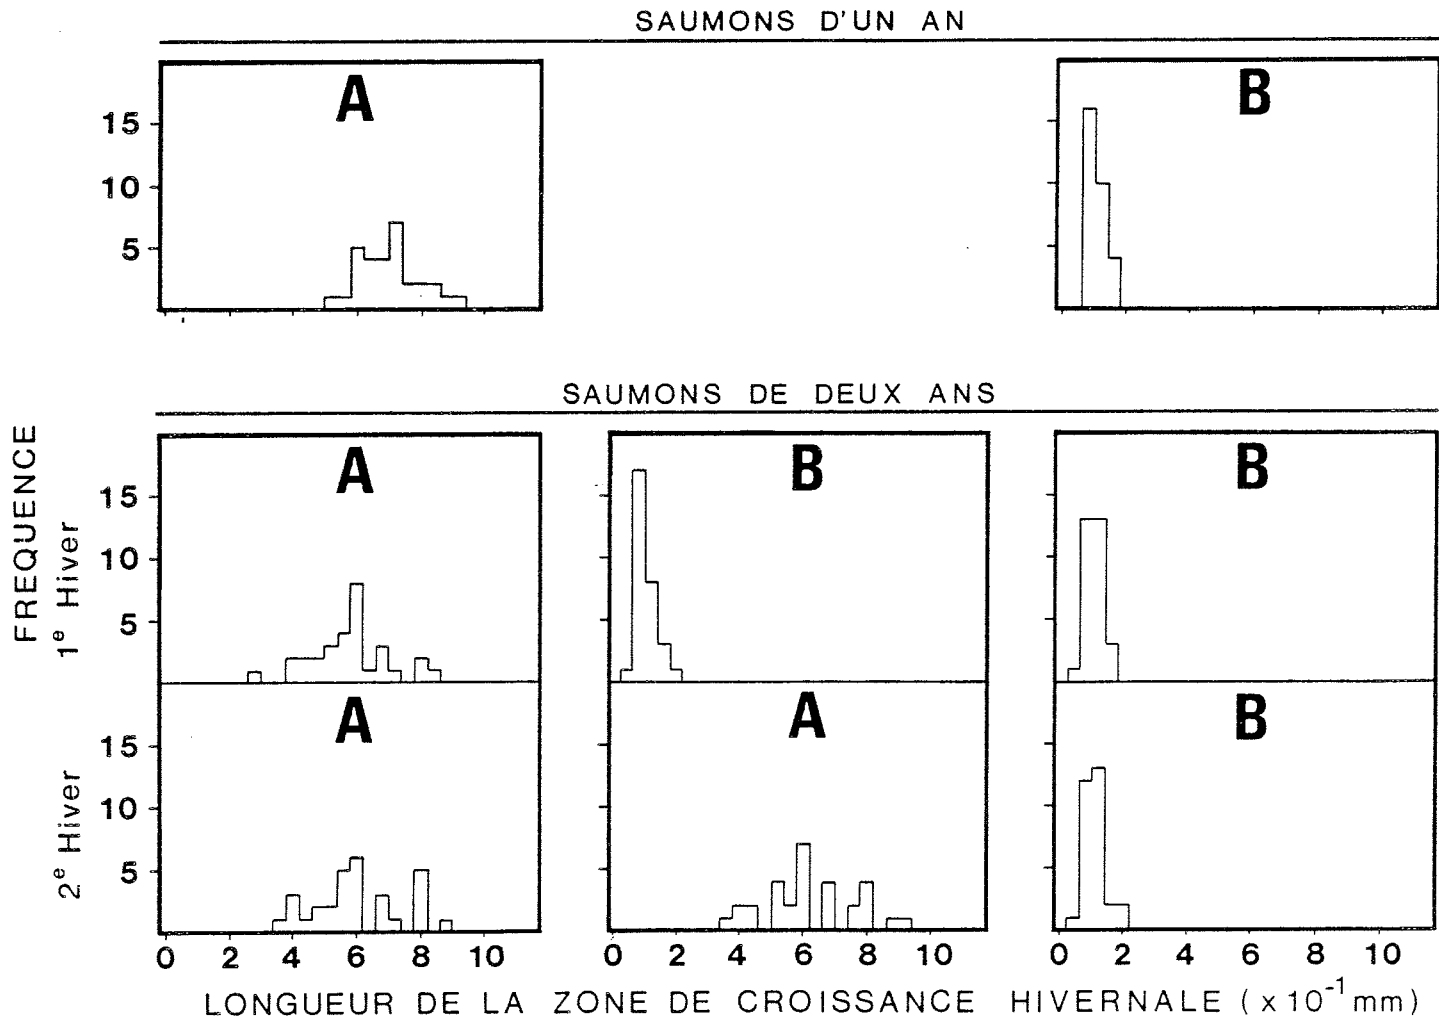 SAUMONS D'UN AN
A
B
15
10
5
SAUMONS DE DEUX ANS
FREQUENCE
1e Hiver
A
B
B
15
10
5
2e Hiver
A
A
B
15
10
5
0 2 4 6 8 10 0 2 4 6 8 10 0 2 4 6 8 10
LONGUEUR DE LA ZONE DE CROISSANCE HIVERNALE (x 10-1 mm)